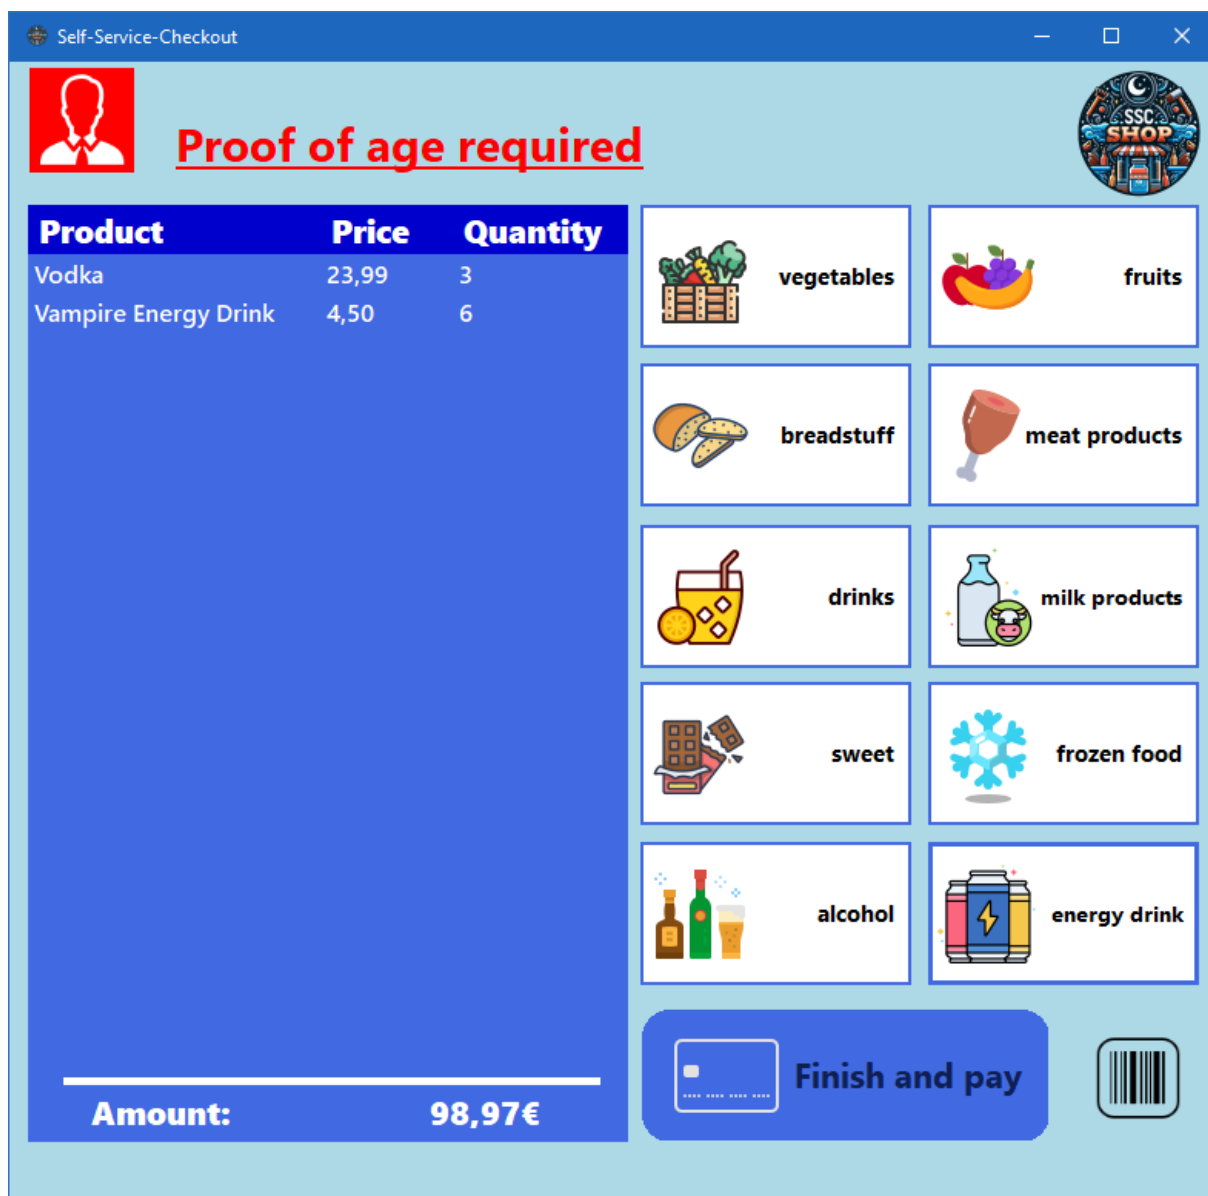 Self-Service-Checkout
Proof of age required
SSC
SHOP
Product Price Quantity
Vodka 23,99 3
Vampire Energy Drink 4,50 6
Amount: 98,97€
vegetables
fruits
breadstuff
meat products
drinks
milk products
sweet
frozen food
alcohol
energy drink
Finish and pay